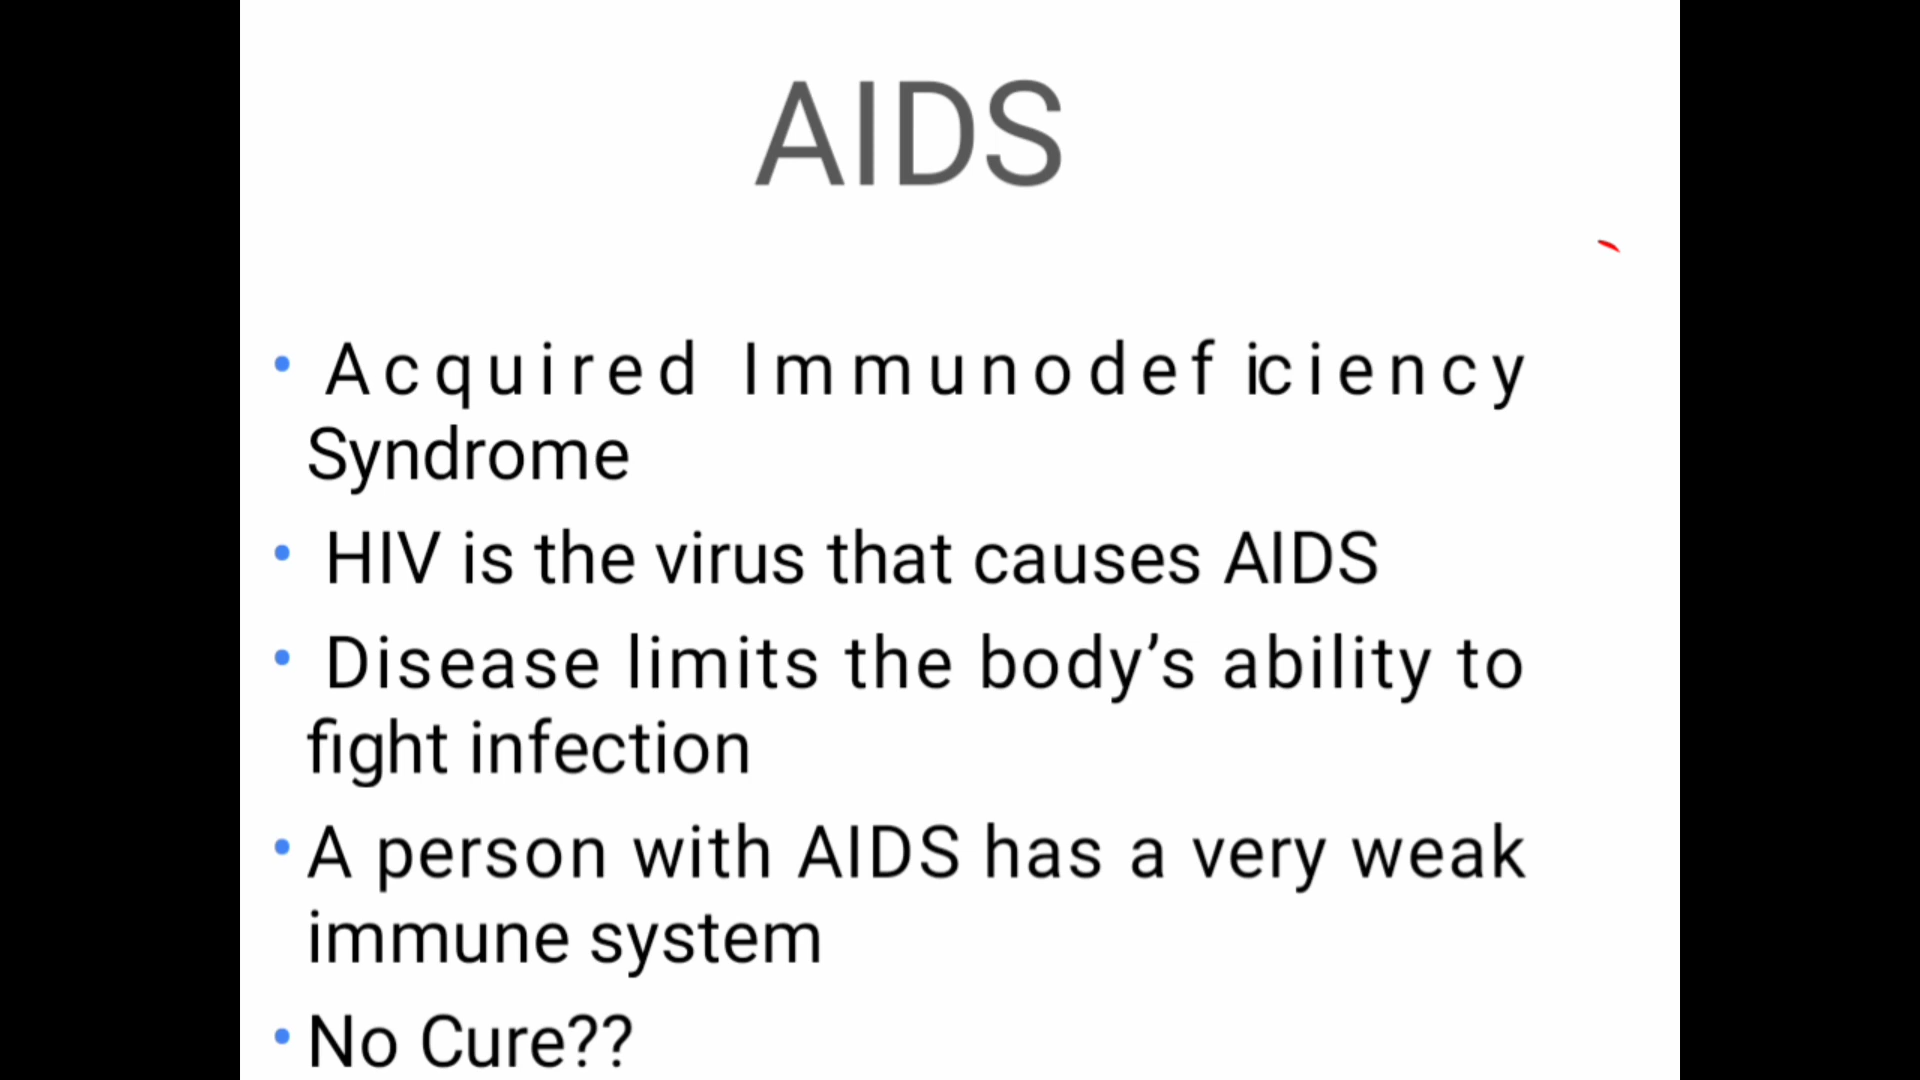 AIDS
• Acquired Immunodeficiency
Syndrome
• HIV is the virus that causes AIDS
• Disease limits the body’s ability to
fight infection
• A person with AIDS has a very weak
immune system
• No Cure??